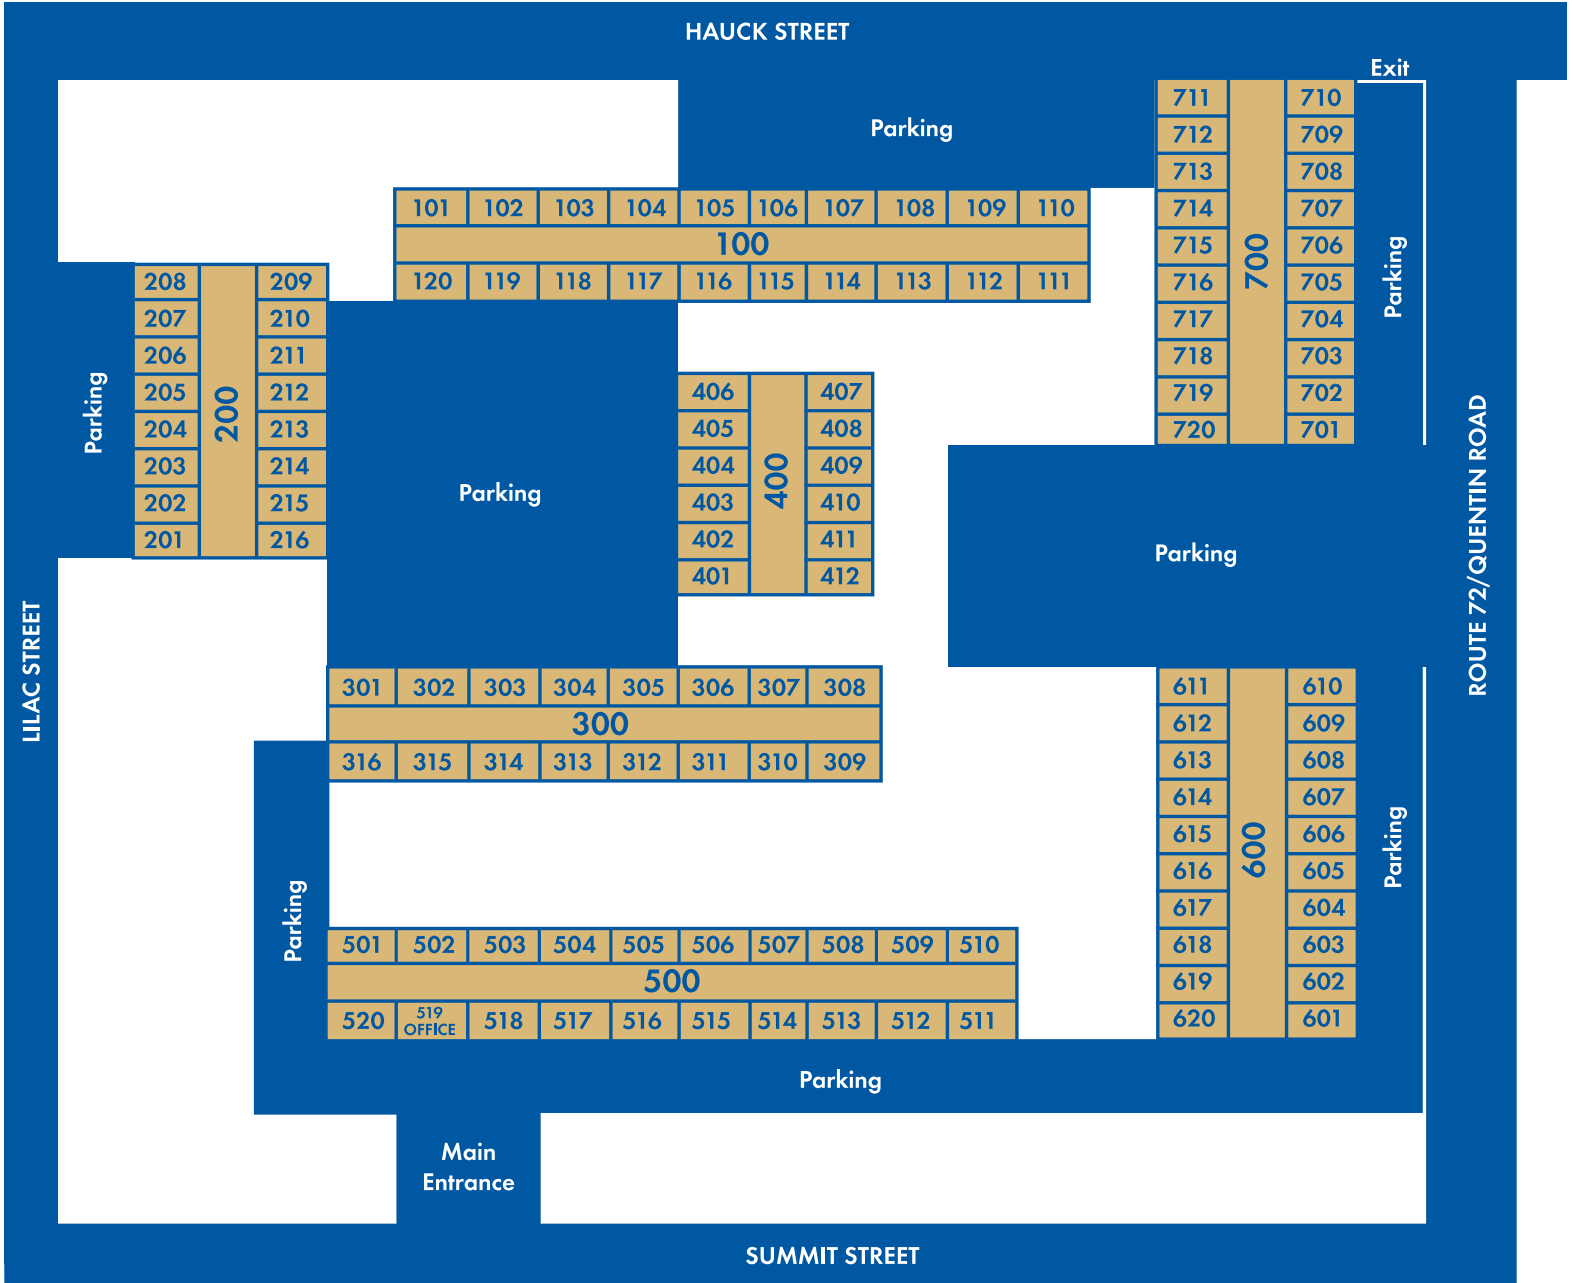 HAUCK STREET
Exit
Parking
711 710
712 709
713 708
714 707
715 706
716 705
717 704
718 703
719 702
720 701
700
Parking
101 102 103 104 105 106 107 108 109 110
100
120 119 118 117 116 115 114 113 112 111
208 209
207 210
206 211
205 212
204 213
203 214
202 215
201 216
200
Parking
Parking
406 407
405 408
404 409
403 410
402 411
401 412
400
Parking
ROUTE 72/QUENTIN ROAD
LILAC STREET
301 302 303 304 305 306 307 308
300
316 315 314 313 312 311 310 309
611 610
612 609
613 608
614 607
615 606
616 605
617 604
618 603
619 602
620 601
600
Parking
Parking
501 502 503 504 505 506 507 508 509 510
500
520 519 OFFICE 518 517 516 515 514 513 512 511
Parking
Main
Entrance
SUMMIT STREET